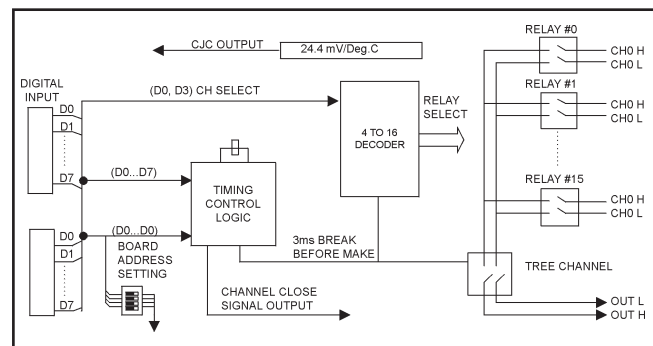 CJC OUTPUT
24.4 mV/Deg.C
RELAY #0
CH0 H
CH0 L
DIGITAL
INPUT
D0
D1
D7
(D0, D3) CH SELECT
4 TO 16
DECODER
RELAY
SELECT
RELAY #1
CH0 H
CH0 L
(D0...D7)
TIMING
CONTROL
LOGIC
RELAY #15
CH0 H
CH0 L
D0
D1
D7
(D0...D0)
BOARD
ADDRESS
SETTING
3ms BREAK
BEFORE MAKE
TREE CHANNEL
CHANNEL CLOSE
SIGNAL OUTPUT
OUT L
OUT H